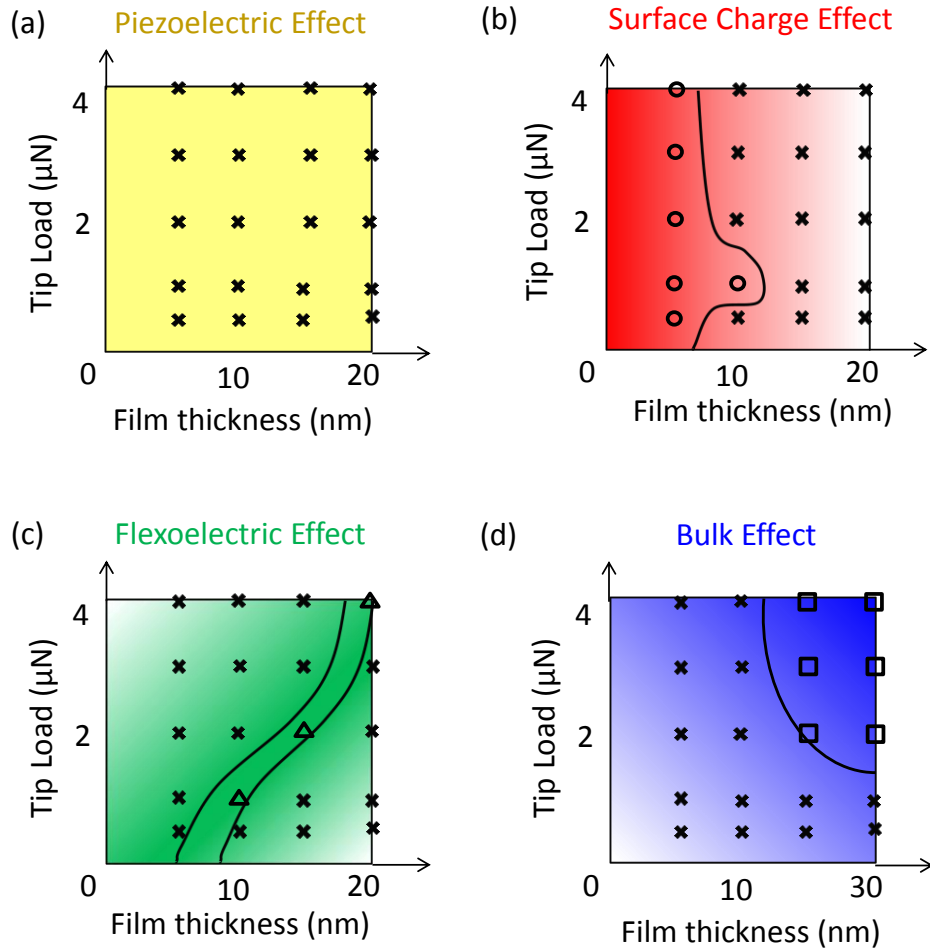 (a)
Piezoelectric Effect
4
2
0
10
20
Tip Load (µN)
Film thickness (nm)
(b)
Surface Charge Effect
4
2
0
10
20
Tip Load (µN)
Film thickness (nm)
(c)
Flexoelectric Effect
4
2
0
10
20
Tip Load (µN)
Film thickness (nm)
(d)
Bulk Effect
4
2
0
10
30
Tip Load (µN)
Film thickness (nm)